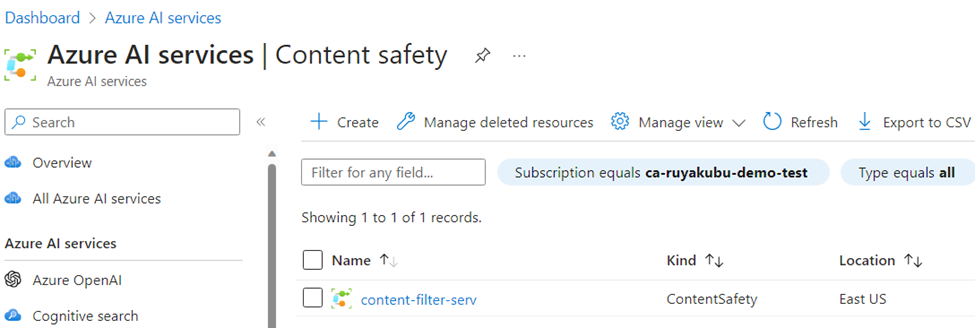 Dashboard > Azure AI services
Azure AI services | Content safety ...
Azure AI services
Search «
Create Manage deleted resources Manage view Refresh Export to CSV
Overview
All Azure AI services
Azure AI services
Azure OpenAI
Cognitive search
Filter for any field... Subscription equals ca-ruyakubu-demo-test Type equals all
Showing 1 to 1 of 1 records.
Name ↑↓ Kind ↑↓ Location ↑↓
content-filter-serv ContentSafety East US